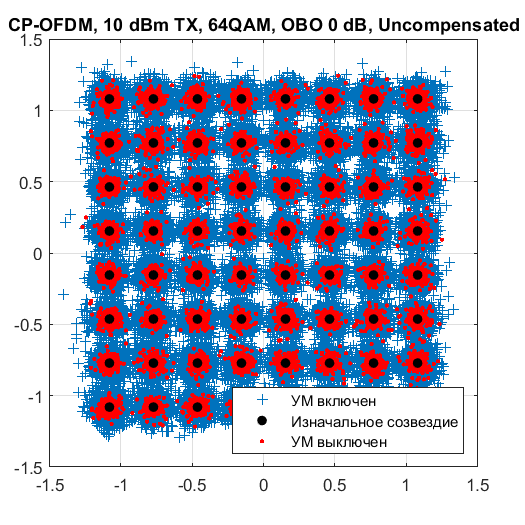 CP-OFDM, 10 dBm TX, 64QAM, OBO 0 dB, Uncompensated
1.5
1
0.5
0
-0.5
-1
-1.5
УМ включен
Изначальное созвездие
УМ выключен
-1.5 -1 -0.5 0 0.5 1 1.5